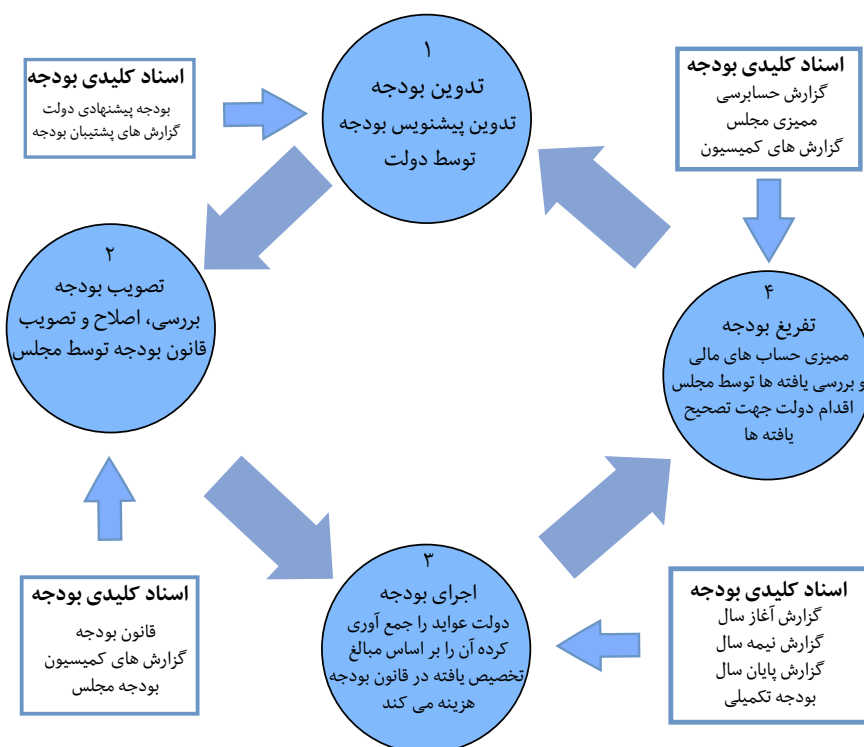 ۱
تدوین بودجه
تدوین پیشنویس بودجه
توسط دولت
اسناد کلیدی بودجه
بودجه پیشنهادی دولت
گزارش های پشتیبان بودجه
۲
تصویب بودجه
بررسی، اصلاح و تصویب
قانون بودجه توسط مجلس
اسناد کلیدی بودجه
قانون بودجه
گزارش های کمیسیون
بودجه مجلس
۳
اجرای بودجه
دولت عواید را جمع آوری
کرده آن را بر اساس مبالغ
تخصیص یافته در قانون بودجه
هزینه می کند
اسناد کلیدی بودجه
گزارش آغاز سال
گزارش نیمه سال
گزارش پایان سال
بودجه تکمیلی
۴
تفریغ بودجه
ممیزی حساب های مالی
و بررسی یافته ها توسط مجلس
اقدام دولت جهت تصحیح
یافته ها
اسناد کلیدی بودجه
گزارش حسابرسی
ممیزی مجلس
گزارش های کمیسیون